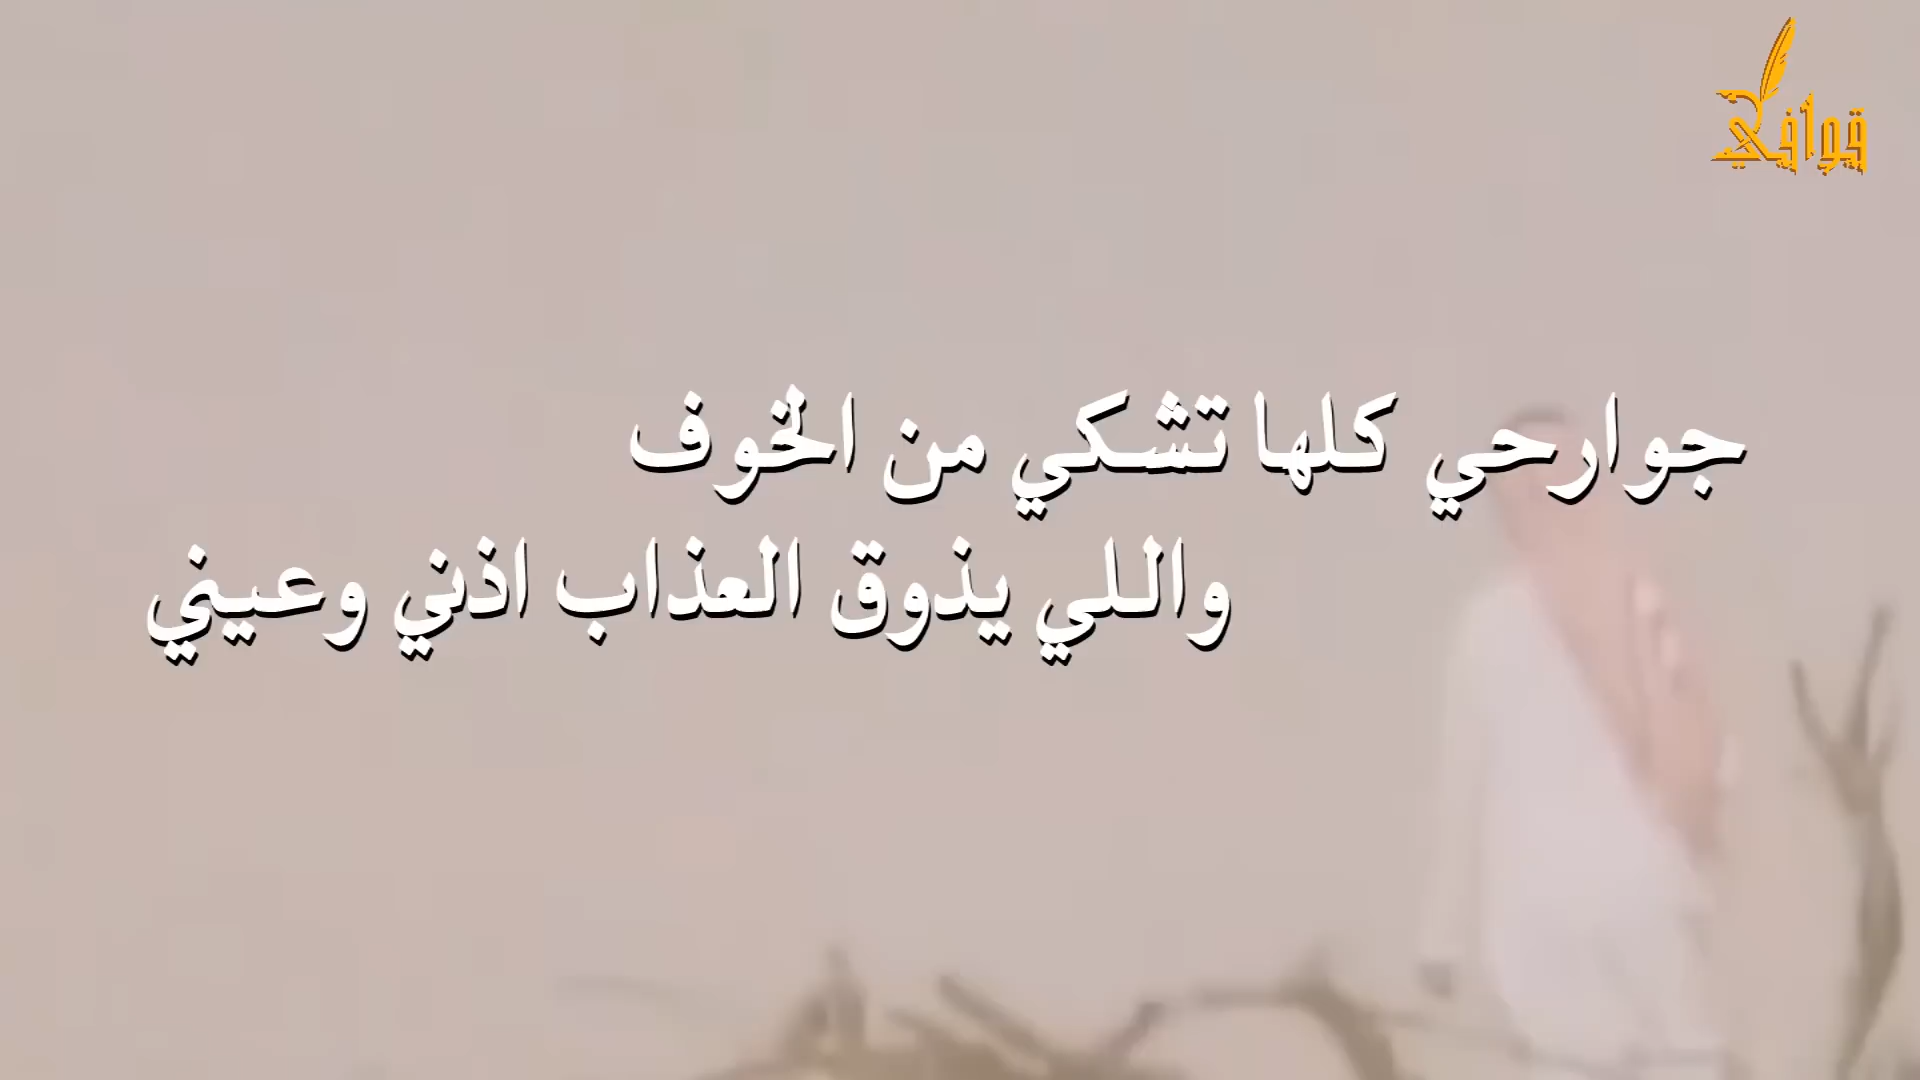 قوافي
جوارحي كلها تشكي من الخوف
واللي يذوق العذاب اذني وعيني